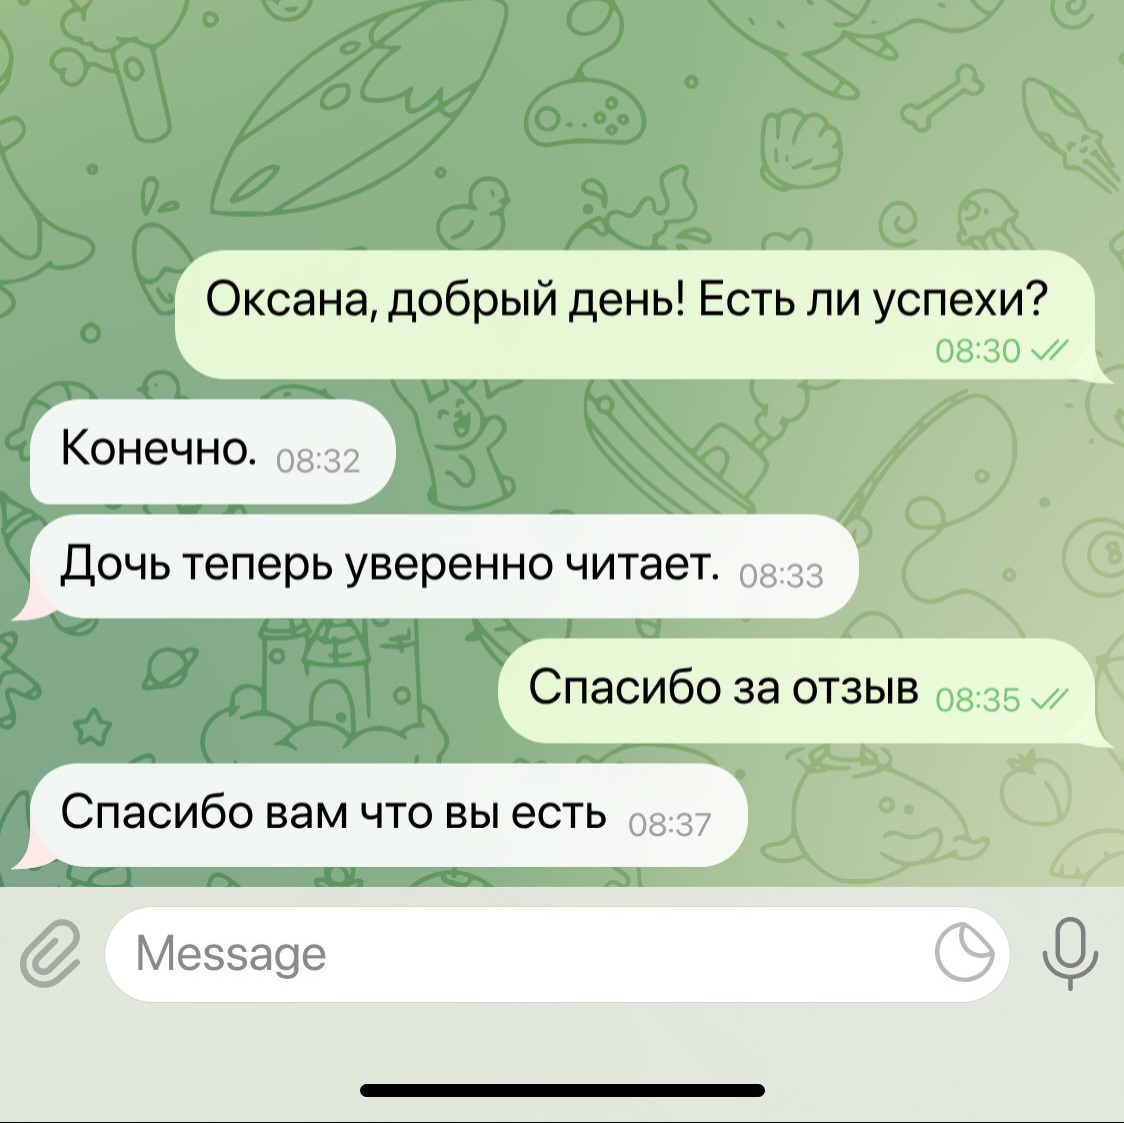 Оксана, добрый день! Есть ли успехи?
08:30
Конечно. 08:32
Дочь теперь уверенно читает. 08:33
Спасибо за отзыв 08:35
Спасибо вам что вы есть 08:37
Message